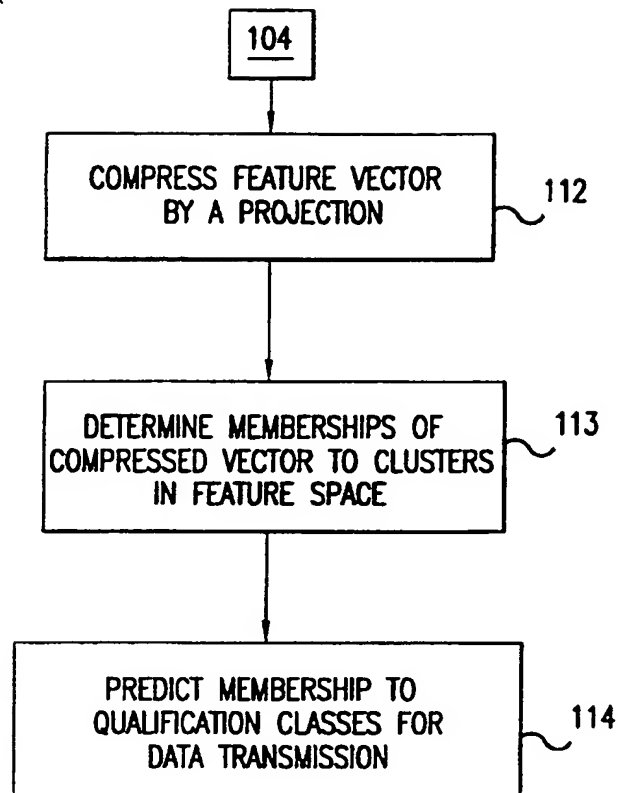 104
COMPRESS FEATURE VECTOR
BY A PROJECTION
112
DETERMINE MEMBERSHIPS OF
COMPRESSED VECTOR TO CLUSTERS
IN FEATURE SPACE
113
PREDICT MEMBERSHIP TO
QUALIFICATION CLASSES FOR
DATA TRANSMISSION
114